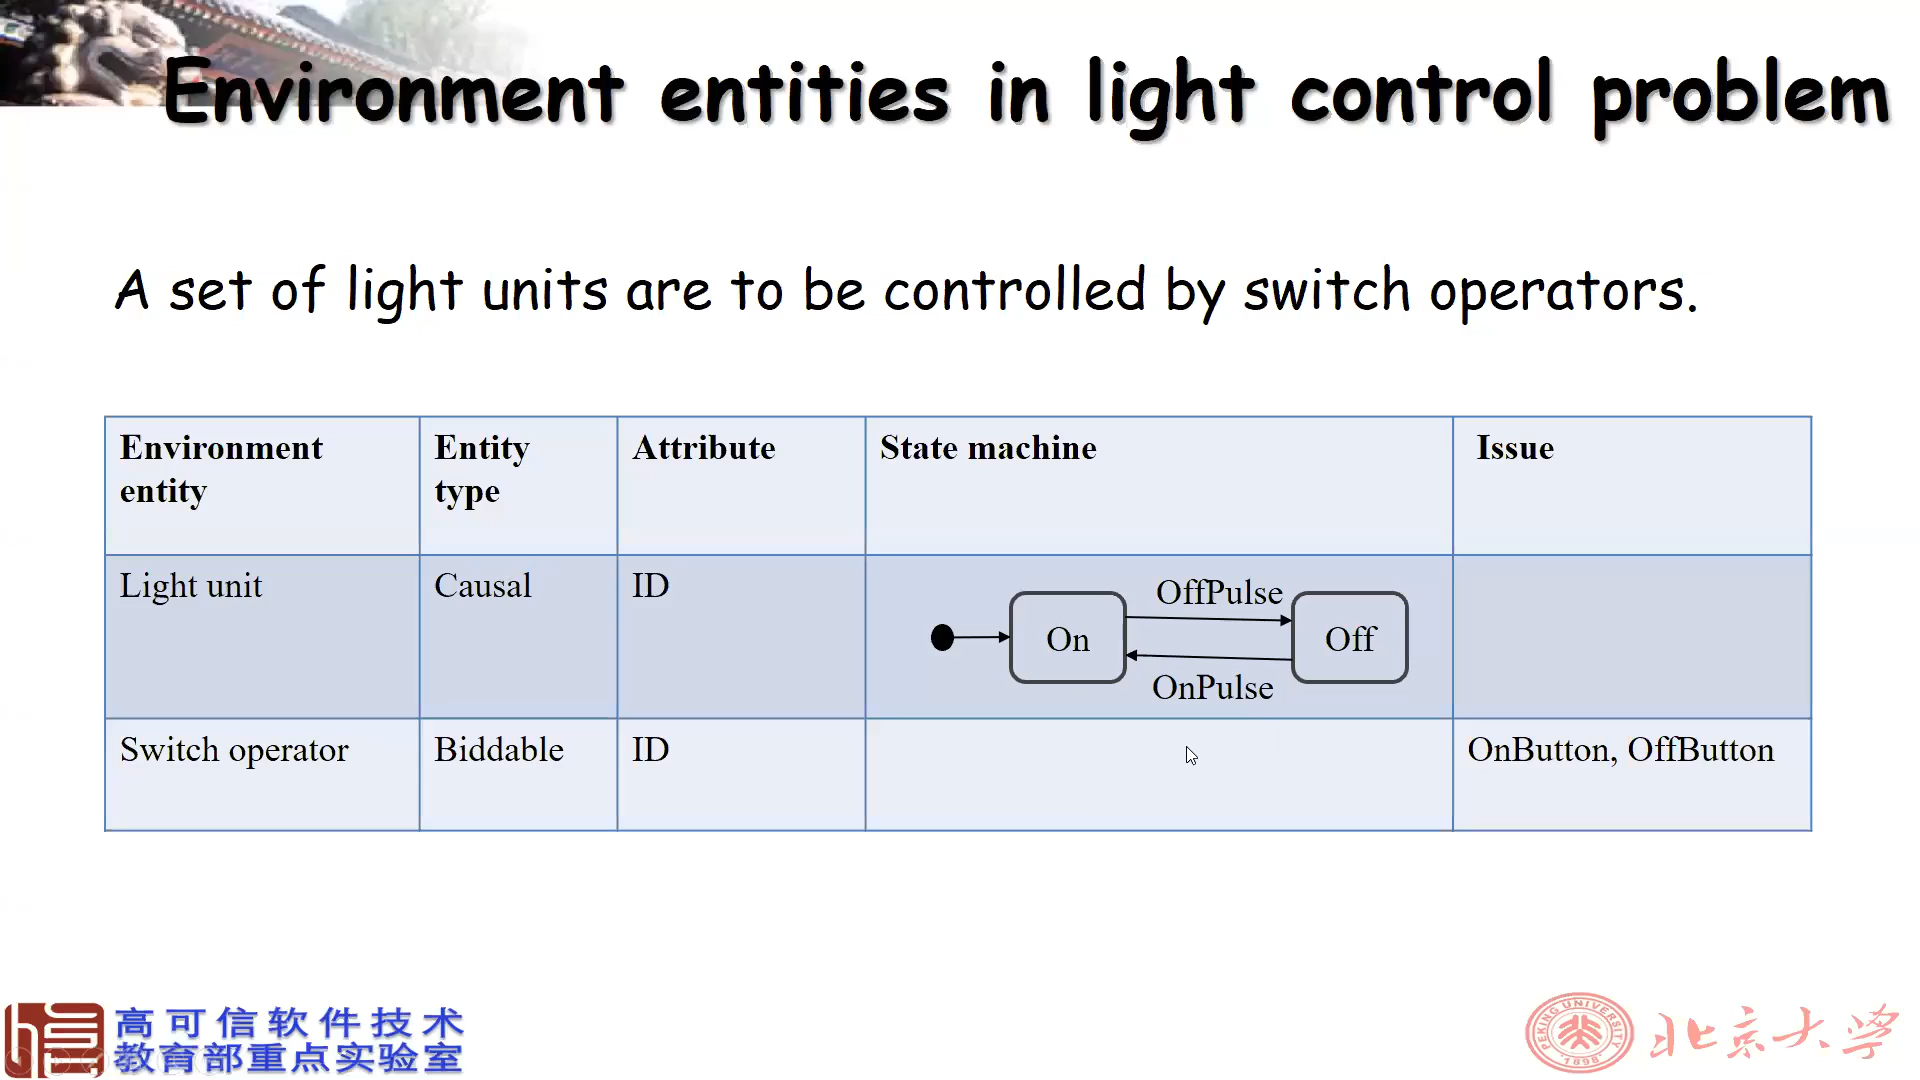 Environment entities in light control problem
A set of light units are to be controlled by switch operators.
Environment entity
Entity type
Attribute
State machine
Issue
Light unit
Causal
ID
OffPulse
On
Off
OnPulse
Switch operator
Biddable
ID
OnButton, OffButton
高可信软件技术
教育部重点实验室
PEKING UNIVERSITY
1898
北京大学